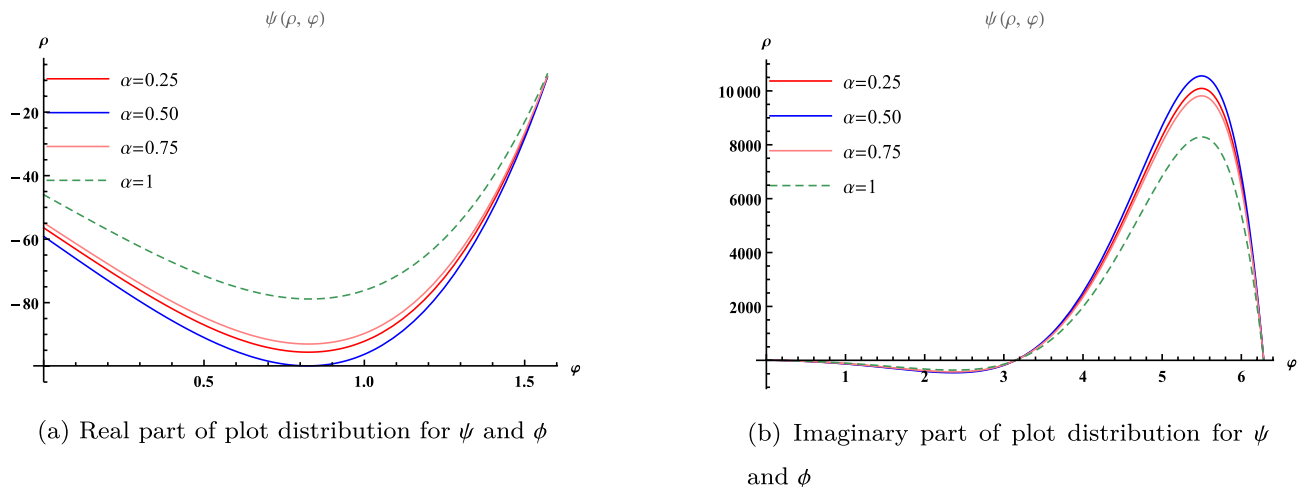 ψ (ρ, φ)
ρ
α=0.25
α=0.50
α=0.75
α=1
−20
−40
−60
−80
0.5 1.0 1.5
φ
(a) Real part of plot distribution for ψ and ϕ
ψ (ρ, φ)
ρ
α=0.25
α=0.50
α=0.75
α=1
10 000
8000
6000
4000
2000
1 2 3 4 5 6
φ
(b) Imaginary part of plot distribution for ψ
and ϕ